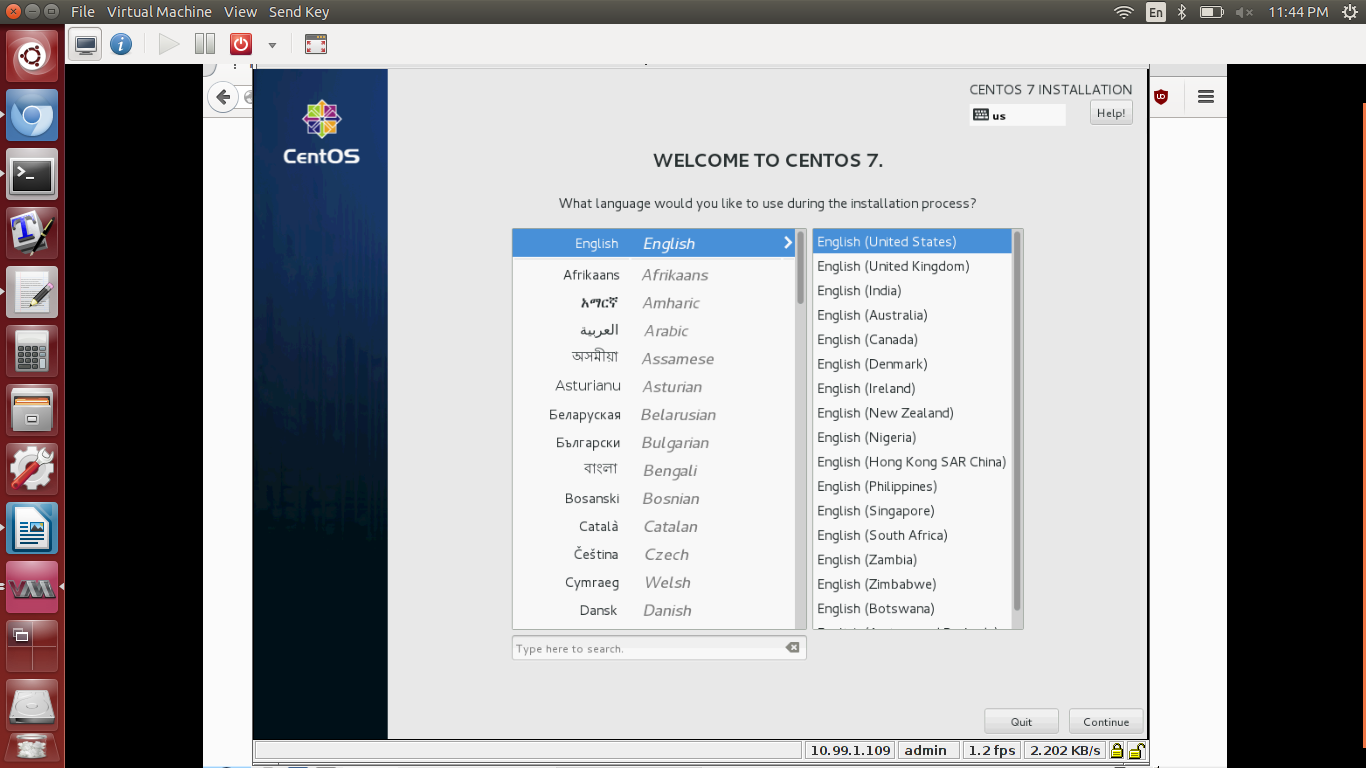 File Virtual Machine View Send Key
En 11:44 PM
CENTOS 7 INSTALLATION
us Help!
CentOS
WELCOME TO CENTOS 7.
What language would you like to use during the installation process?
English English
Afrikaans Afrikaans
አማርኛ Amharic
العربية Arabic
অসমীয়া Assamese
Asturianu Asturian
Беларуская Belarusian
Български Bulgarian
বাংলা Bengali
Bosanski Bosnian
Català Catalan
Čeština Czech
Cymraeg Welsh
Dansk Danish
English (United States)
English (United Kingdom)
English (India)
English (Australia)
English (Canada)
English (Denmark)
English (Ireland)
English (New Zealand)
English (Nigeria)
English (Hong Kong SAR China)
English (Philippines)
English (Singapore)
English (South Africa)
English (Zambia)
English (Zimbabwe)
English (Botswana)
Type here to search.
Quit Continue
10.99.1.109 admin 1.2 fps 2.202 KB/s